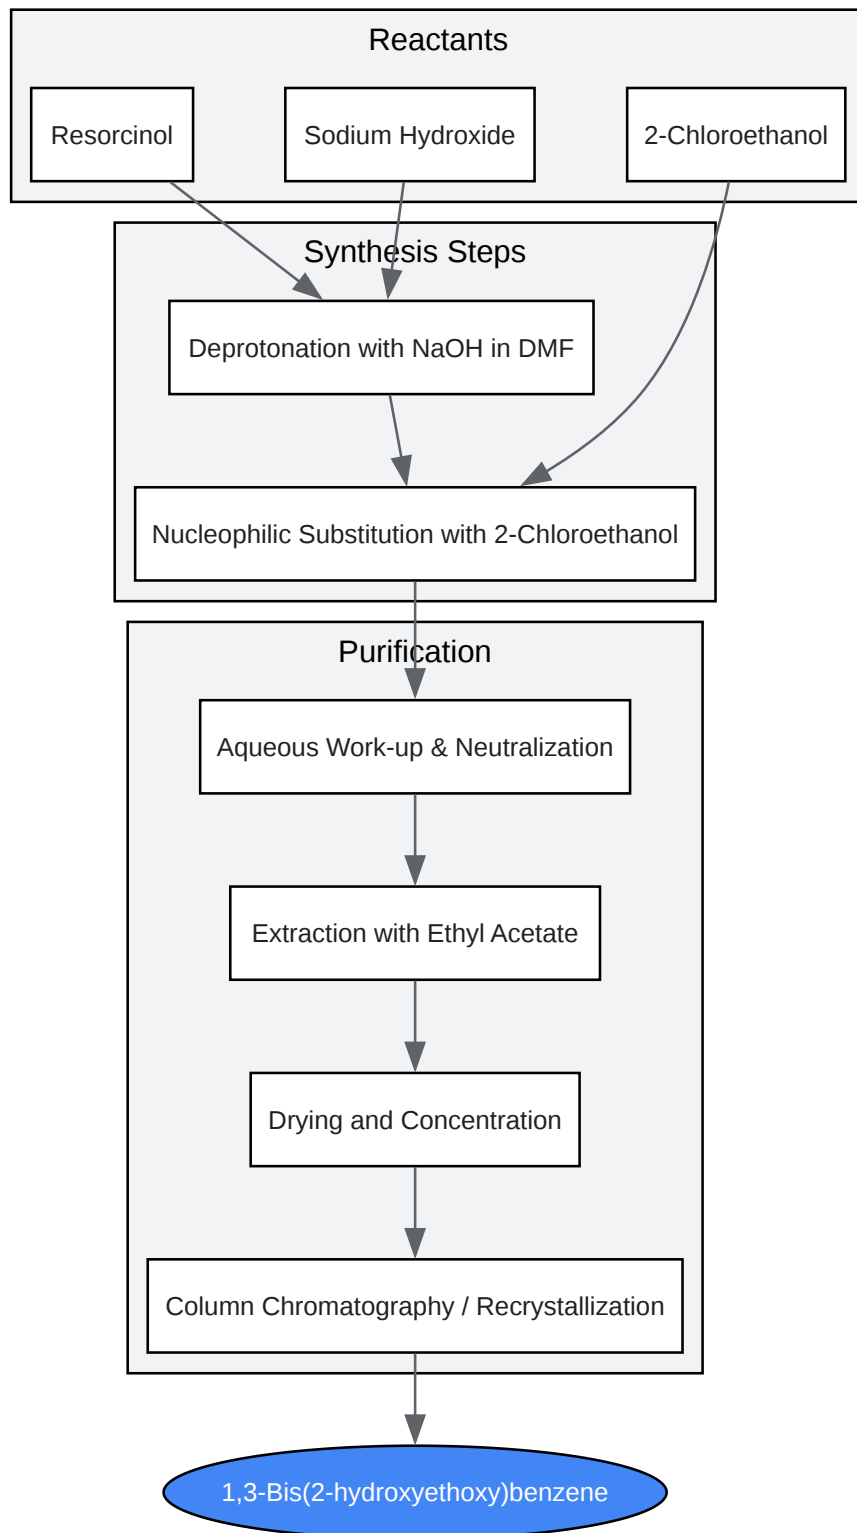 Reactants
Resorcinol
Sodium Hydroxide
2-Chloroethanol
Synthesis Steps
Deprotonation with NaOH in DMF
Nucleophilic Substitution with 2-Chloroethanol
Purification
Aqueous Work-up & Neutralization
Extraction with Ethyl Acetate
Drying and Concentration
Column Chromatography / Recrystallization
1,3-Bis(2-hydroxyethoxy)benzene